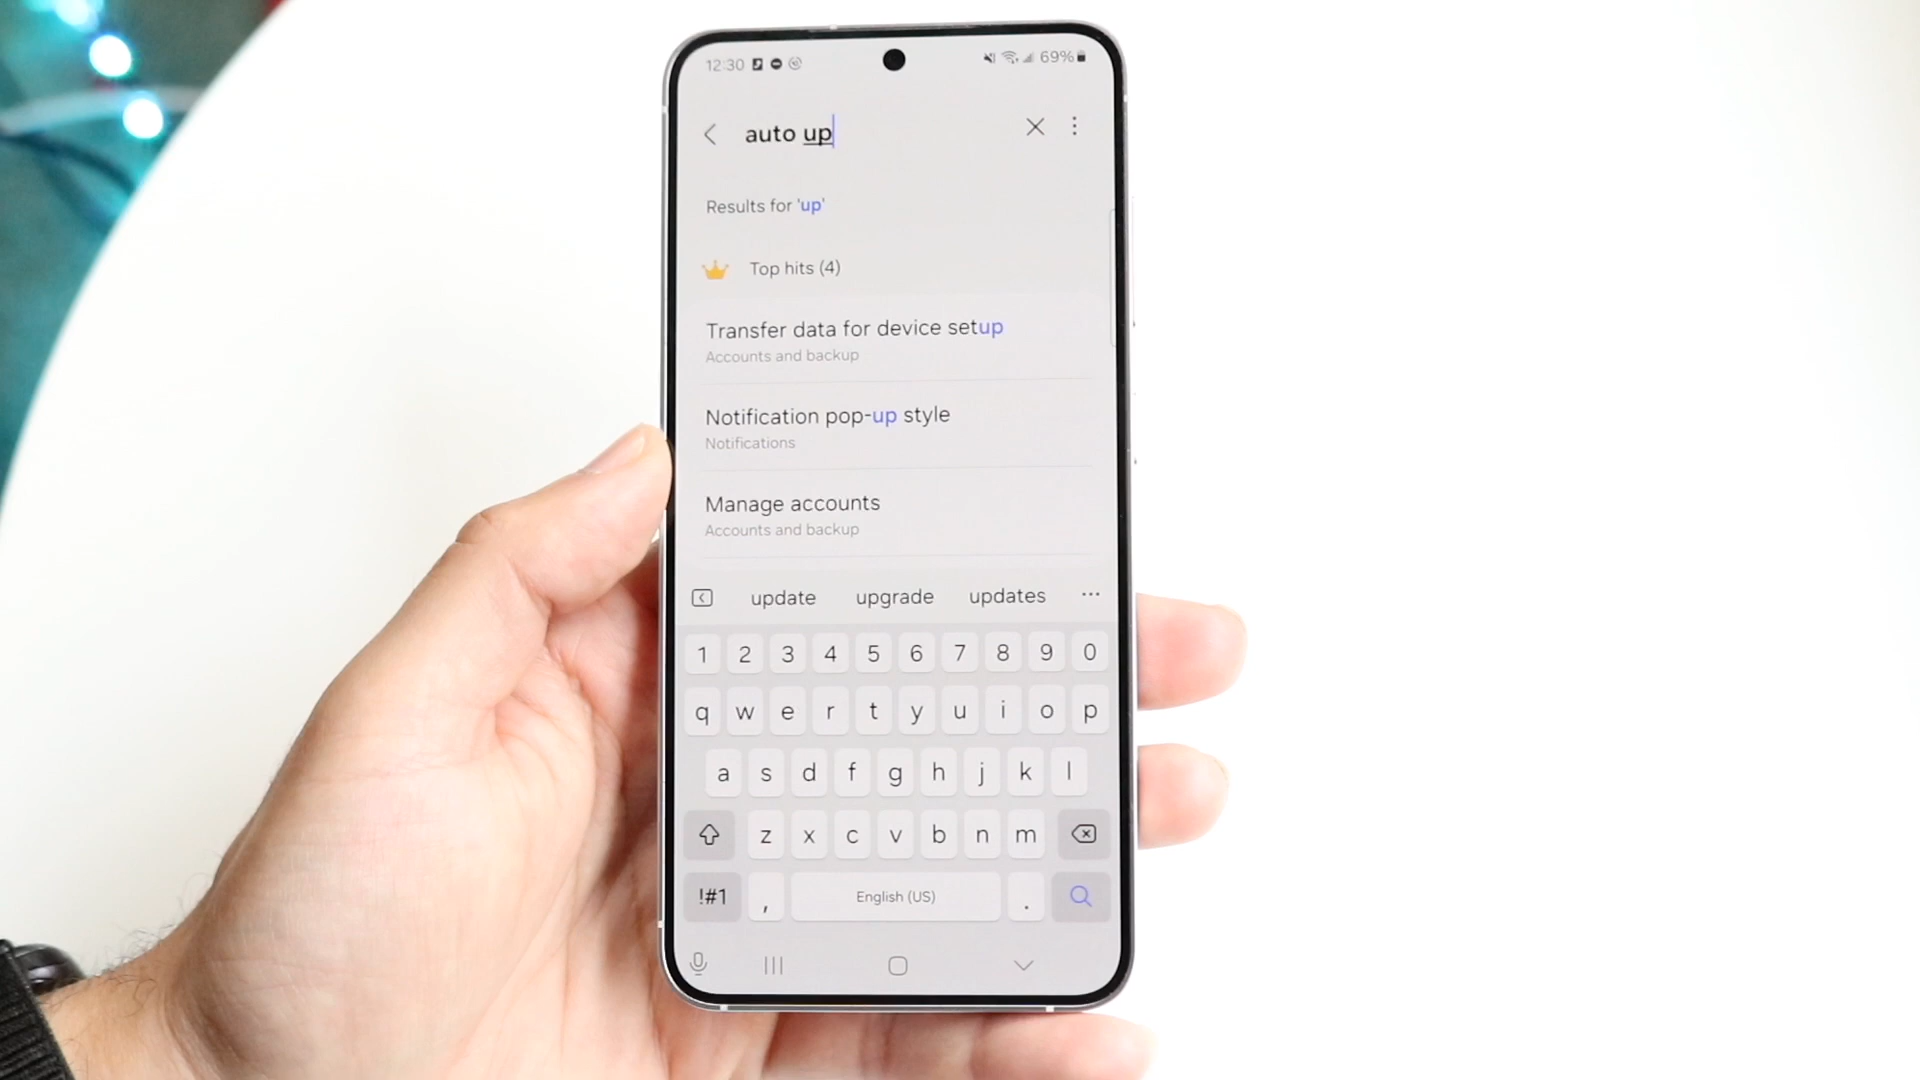 12:30 69%
auto up
Results for 'up'
Top hits (4)
Transfer data for device setup
Accounts and backup
Notification pop-up style
Notifications
Manage accounts
Accounts and backup
update upgrade updates ...
1 2 3 4 5 6 7 8 9 0
q w e r t y u i o p
a s d f g h j k l
z x c v b n m
!#1 , English (US) .